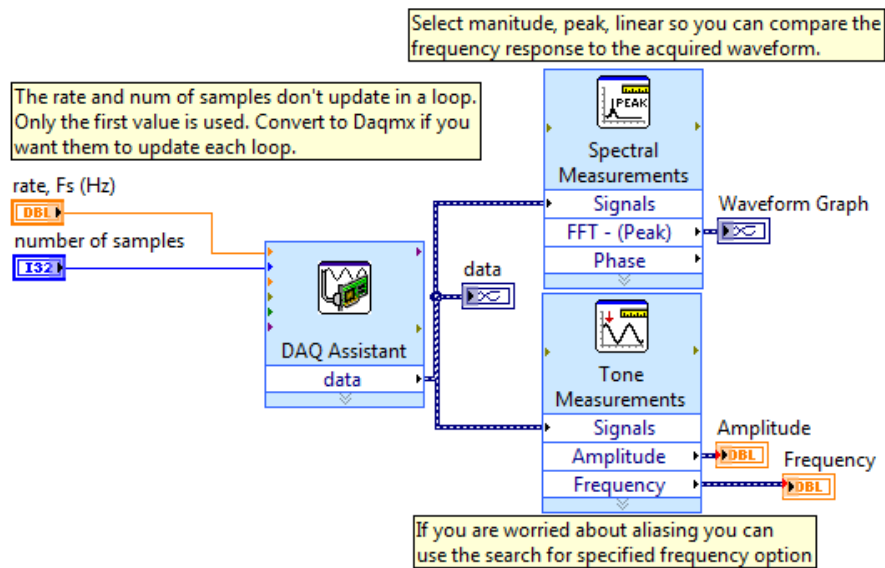 Select manitude, peak, linear so you can compare the
frequency response to the acquired waveform.
The rate and num of samples don't update in a loop.
Only the first value is used. Convert to Daqmx if you
want them to update each loop.
rate, Fs (Hz)
DBL
number of samples
I32
DAQ Assistant
data
data
PEAK
Spectral
Measurements
Signals
FFT - (Peak)
Phase
Waveform Graph
Tone
Measurements
Signals
Amplitude
Frequency
Amplitude
DBL
Frequency
DBL
If you are worried about aliasing you can
use the search for specified frequency option